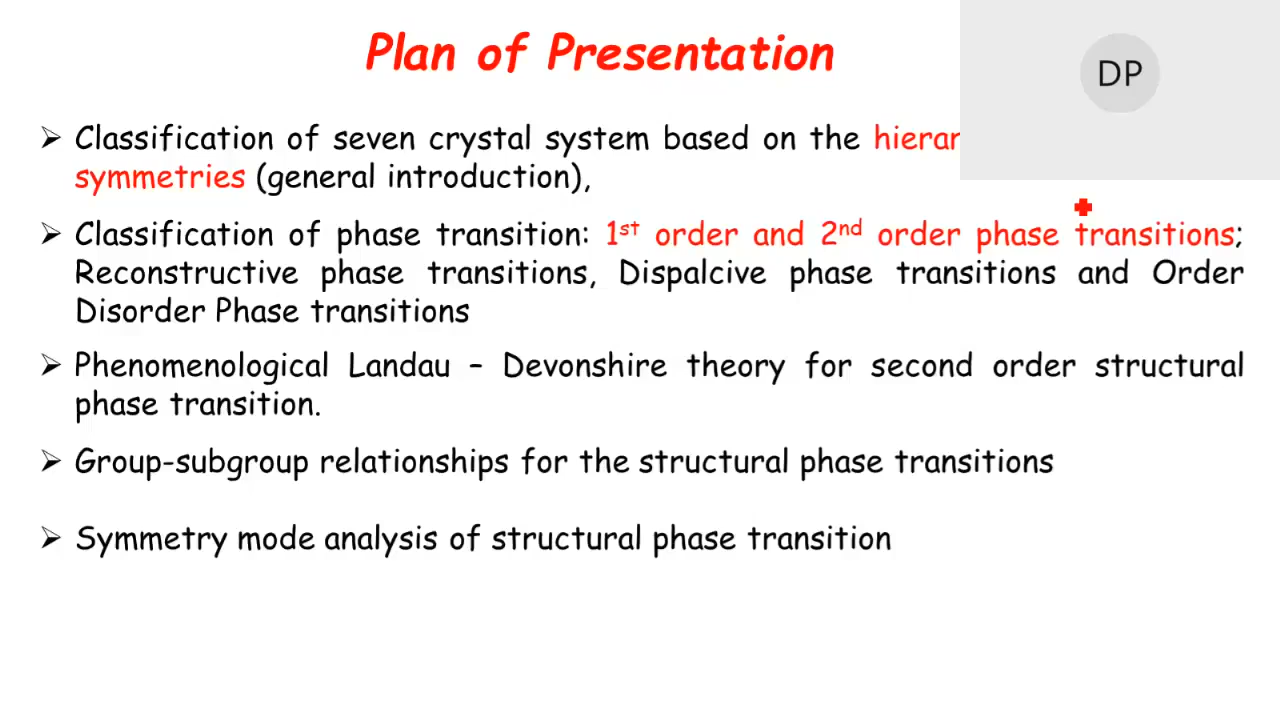 Plan of Presentation
DP
➢ Classification of seven crystal system based on the
symmetries (general introduction),
➢ Classification of phase transition: 1st order and 2nd order phase transitions;
Reconstructive phase transitions, Dispalcive phase transitions and Order
Disorder Phase transitions
➢ Phenomenological Landau – Devonshire theory for second order structural
phase transition.
➢ Group-subgroup relationships for the structural phase transitions
➢ Symmetry mode analysis of structural phase transition